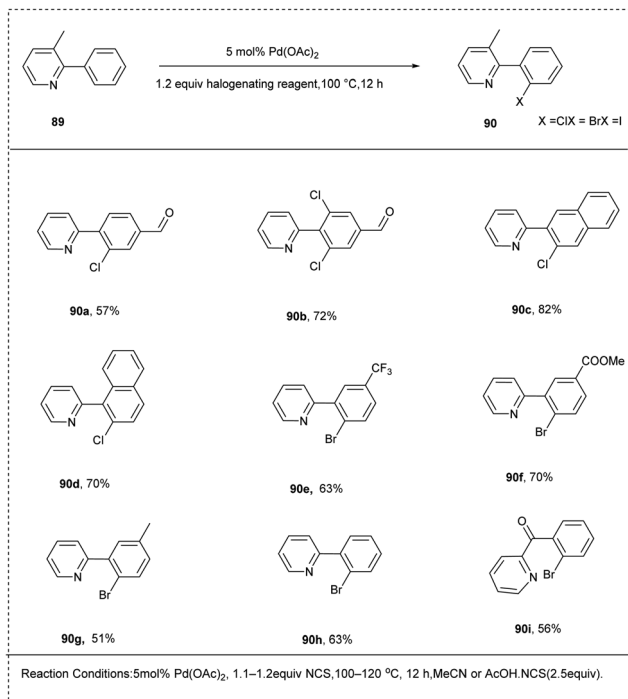 5 mol% Pd(OAc)2
1.2 equiv halogenating reagent,100 °C,12 h
N
N
X
89
90
X =ClX = BrX =I
N
Cl
O
N
Cl
Cl
O
N
Cl
90a, 57%
90b, 72%
90c, 82%
N
Cl
N
Br
CF3
N
Br
COOMe
90d, 70%
90e, 63%
90f, 70%
N
Br
N
Br
O
N
Br
90g, 51%
90h, 63%
90i, 56%
Reaction Conditions:5mol% Pd(OAc)2, 1.1–1.2equiv NCS,100–120 °C, 12 h,MeCN or AcOH.NCS(2.5equiv).